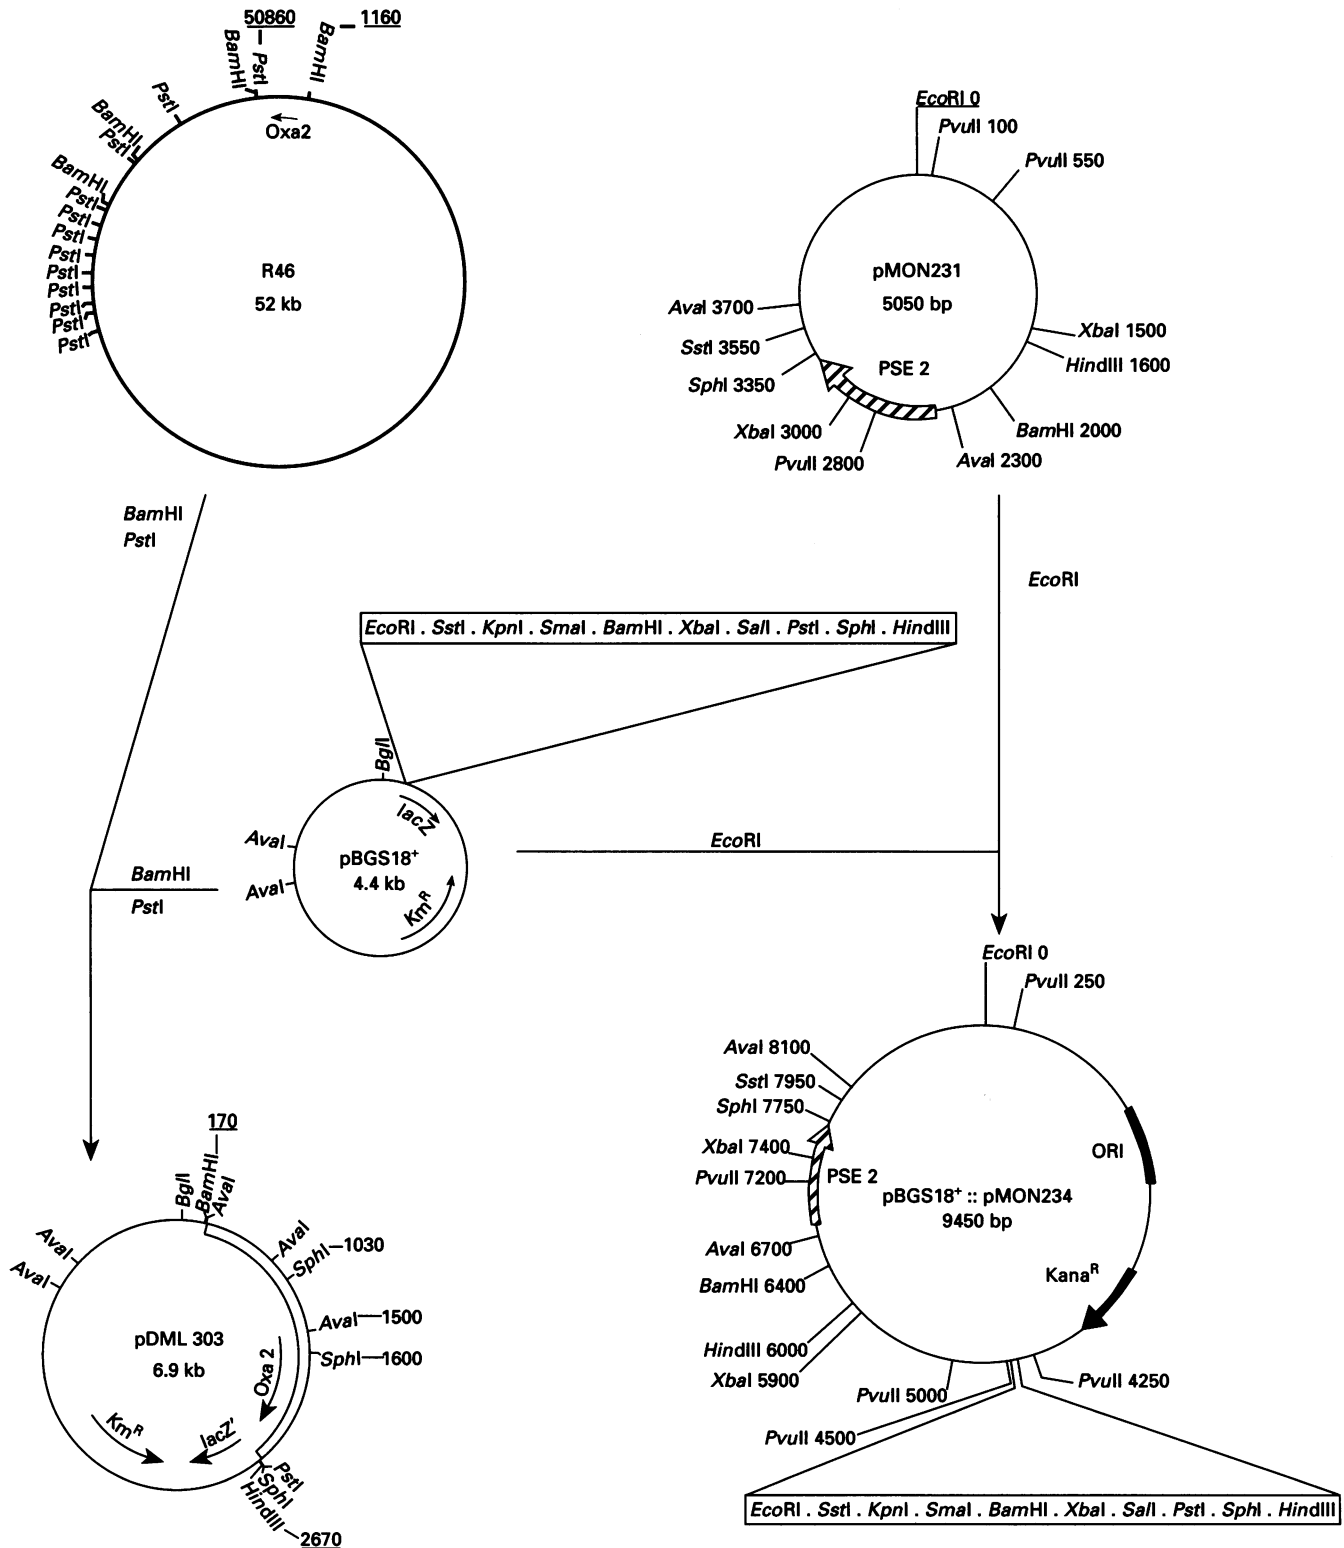 50860
1160
BamHI
PstI
BamHI
PstI
BamHI
PstI
BamHI
PstI
PstI
PstI
PstI
PstI
PstI
PstI
PstI
PstI
Oxa2
R46
52 kb
EcoRI 0
PvuII 100
PvuII 550
pMON231
5050 bp
AvaI 3700
SstI 3550
SphI 3350
XbaI 3000
PvuII 2800
PSE 2
XbaI 1500
HindIII 1600
BamHI 2000
AvaI 2300
BamHI
PstI
EcoRI
EcoRI . SstI . KpnI . SmaI . BamHI . XbaI . SalI . PstI . SphI . HindIII
BglI
lacZ
AvaI
AvaI
pBGS18+
4.4 kb
KmR
EcoRI
BamHI
PstI
EcoRI 0
PvuII 250
AvaI 8100
SstI 7950
SphI 7750
XbaI 7400
PvuII 7200
PSE 2
ORI
pBGS18+ :: pMON234
9450 bp
AvaI 6700
BamHI 6400
KanaR
HindIII 6000
XbaI 5900
PvuII 5000
PvuII 4250
PvuII 4500
EcoRI . SstI . KpnI . SmaI . BamHI . XbaI . SalI . PstI . SphI . HindIII
170
BglI
BamHI
AvaI
AvaI
AvaI
AvaI
SphI 1030
AvaI 1500
SphI 1600
pDML 303
6.9 kb
Oxa 2
KmR
lacZ'
PstI
SphI
HindIII
2670